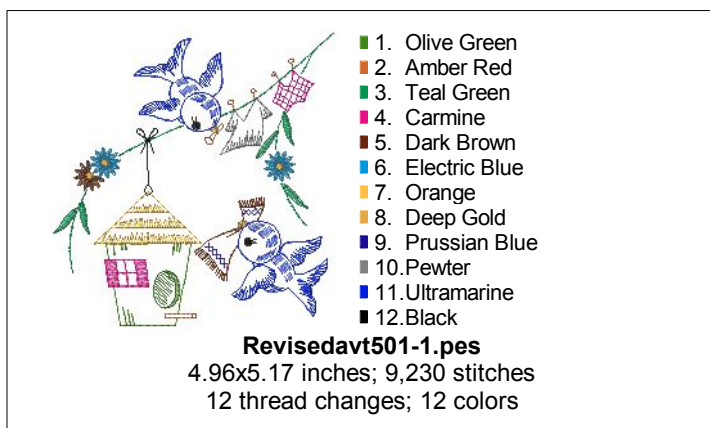 1. Olive Green
2. Amber Red
3. Teal Green
4. Carmine
5. Dark Brown
6. Electric Blue
7. Orange
8. Deep Gold
9. Prussian Blue
10.Pewter
11.Ultramarine
12.Black
Revisedavt501-1.pes
4.96x5.17 inches; 9,230 stitches
12 thread changes; 12 colors